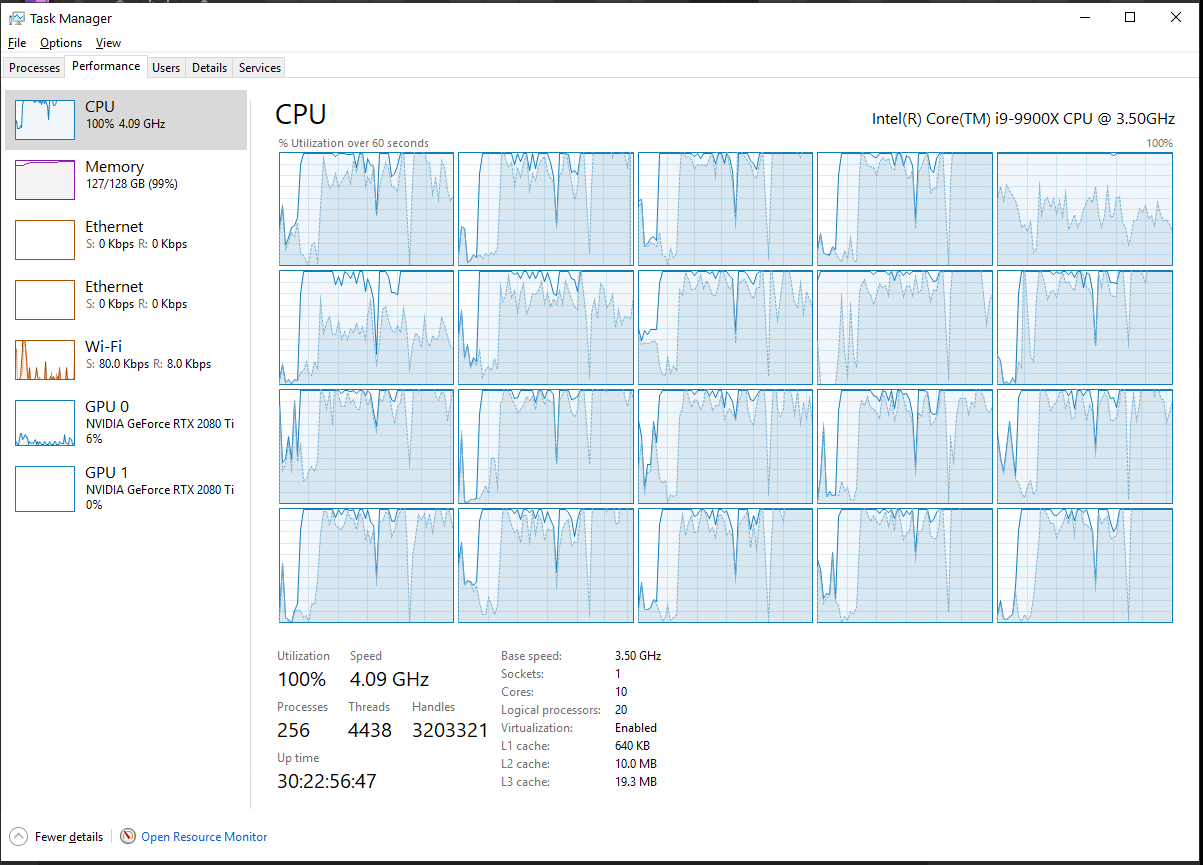 Task Manager
File Options View
Processes Performance Users Details Services
CPU
100% 4.09 GHz
Memory
127/128 GB (99%)
Ethernet
S: 0 Kbps R: 0 Kbps
Ethernet
S: 0 Kbps R: 0 Kbps
Wi-Fi
S: 80.0 Kbps R: 8.0 Kbps
GPU 0
NVIDIA GeForce RTX 2080 Ti
6%
GPU 1
NVIDIA GeForce RTX 2080 Ti
0%
CPU
Intel(R) Core(TM) i9-9900X CPU @ 3.50GHz
% Utilization over 60 seconds
100%
Utilization Speed
100% 4.09 GHz
Processes Threads Handles
256 4438 3203321
Up time
30:22:56:47
Base speed: 3.50 GHz
Sockets: 1
Cores: 10
Logical processors: 20
Virtualization: Enabled
L1 cache: 640 KB
L2 cache: 10.0 MB
L3 cache: 19.3 MB
Fewer details
Open Resource Monitor